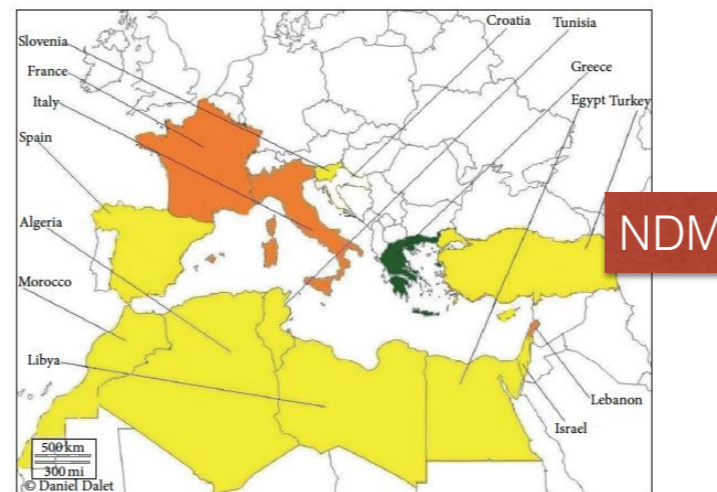 Croatia
Tunisia
Slovenia
France
Greece
Italy
Egypt Turkey
Spain
NDM
Algeria
Morocco
Libya
Lebanon
Israel
500 km
300 mi
© Daniel Dalet